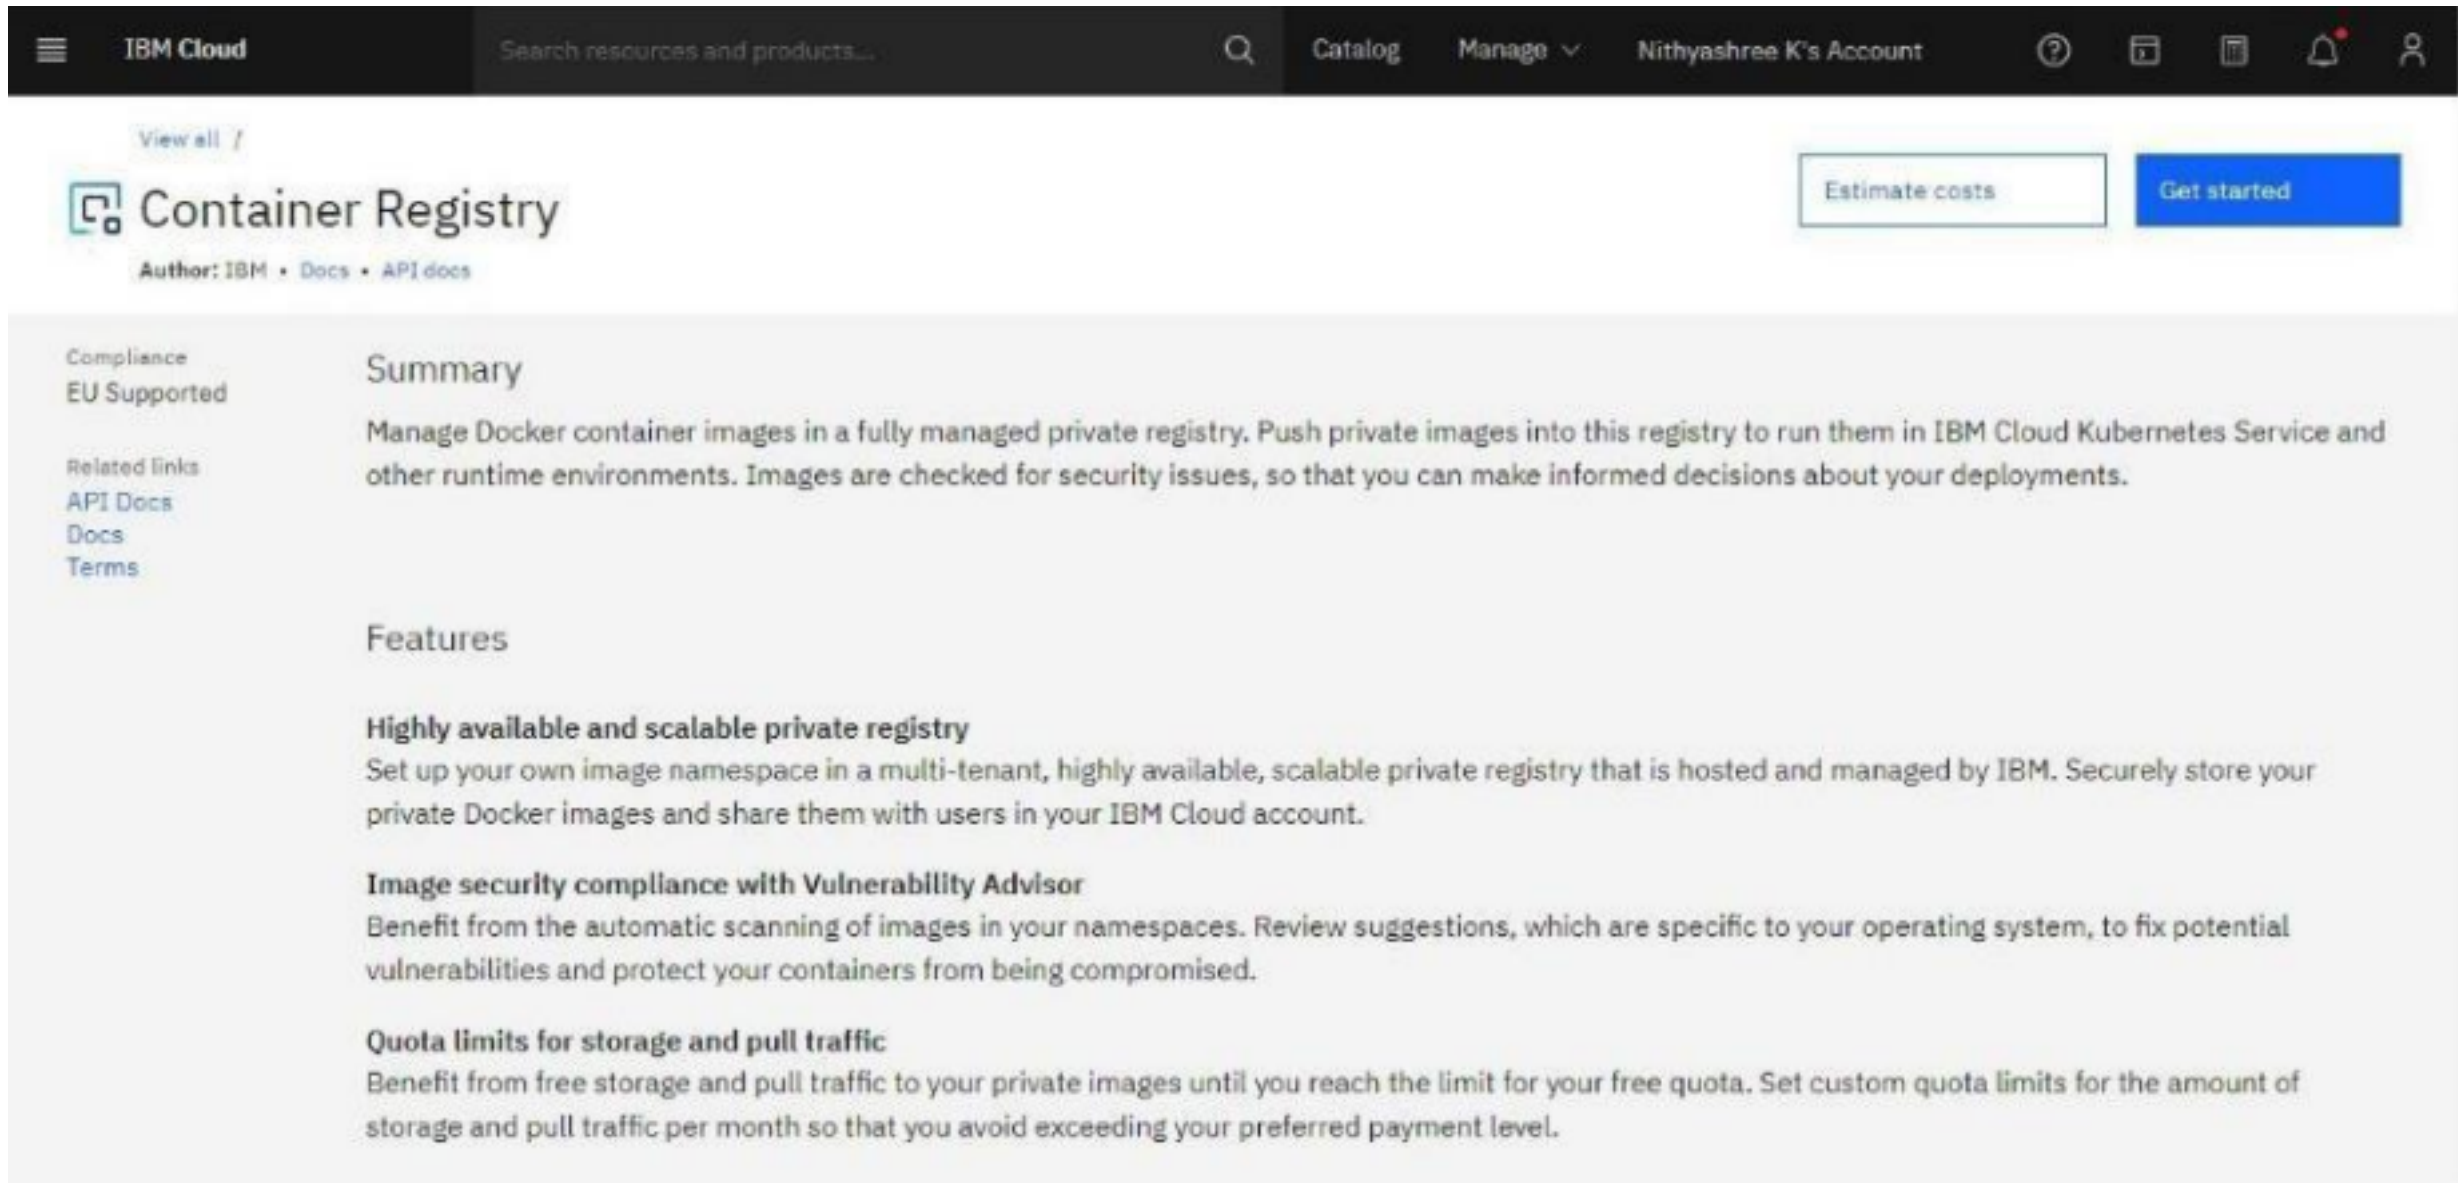 IBM Cloud
Search resources and products...
Catalog
Manage
Nithyashree K's Account
View all /
Container Registry
Estimate costs
Get started
Author: IBM • Docs • API docs
Compliance
EU Supported
Related links
API Docs
Docs
Terms
Summary
Manage Docker container images in a fully managed private registry. Push private images into this registry to run them in IBM Cloud Kubernetes Service and
other runtime environments. Images are checked for security issues, so that you can make informed decisions about your deployments.
Features
Highly available and scalable private registry
Set up your own image namespace in a multi-tenant, highly available, scalable private registry that is hosted and managed by IBM. Securely store your
private Docker images and share them with users in your IBM Cloud account.
Image security compliance with Vulnerability Advisor
Benefit from the automatic scanning of images in your namespaces. Review suggestions, which are specific to your operating system, to fix potential
vulnerabilities and protect your containers from being compromised.
Quota limits for storage and pull traffic
Benefit from free storage and pull traffic to your private images until you reach the limit for your free quota. Set custom quota limits for the amount of
storage and pull traffic per month so that you avoid exceeding your preferred payment level.